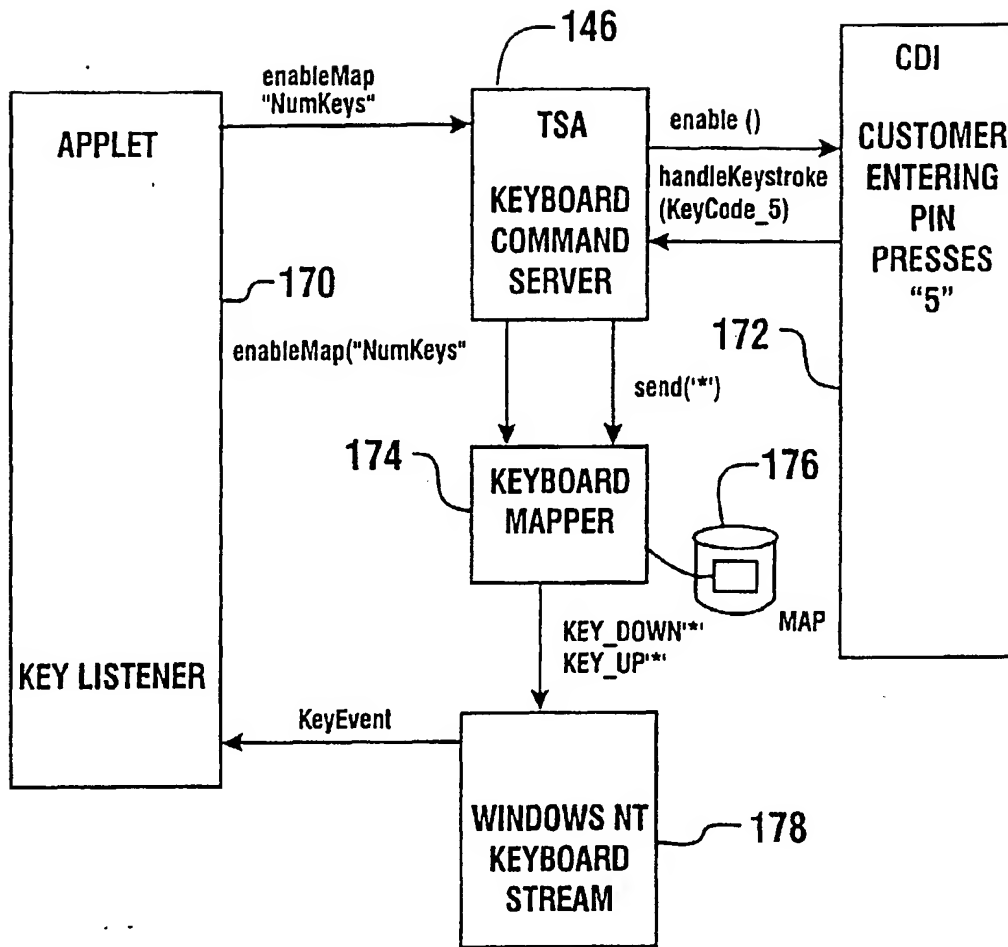 146
enableMap
"NumKeys"
APPLET
TSA
KEYBOARD
COMMAND
SERVER
enable ()
handleKeystroke
(KeyCode_5)
CDI
CUSTOMER
ENTERING
PIN
PRESSES
"5"
170
enableMap("NumKeys"
send('*')
172
174
KEYBOARD
MAPPER
176
MAP
KEY_DOWN'*'
KEY_UP'*'
KEY LISTENER
KeyEvent
WINDOWS NT
KEYBOARD
STREAM
178